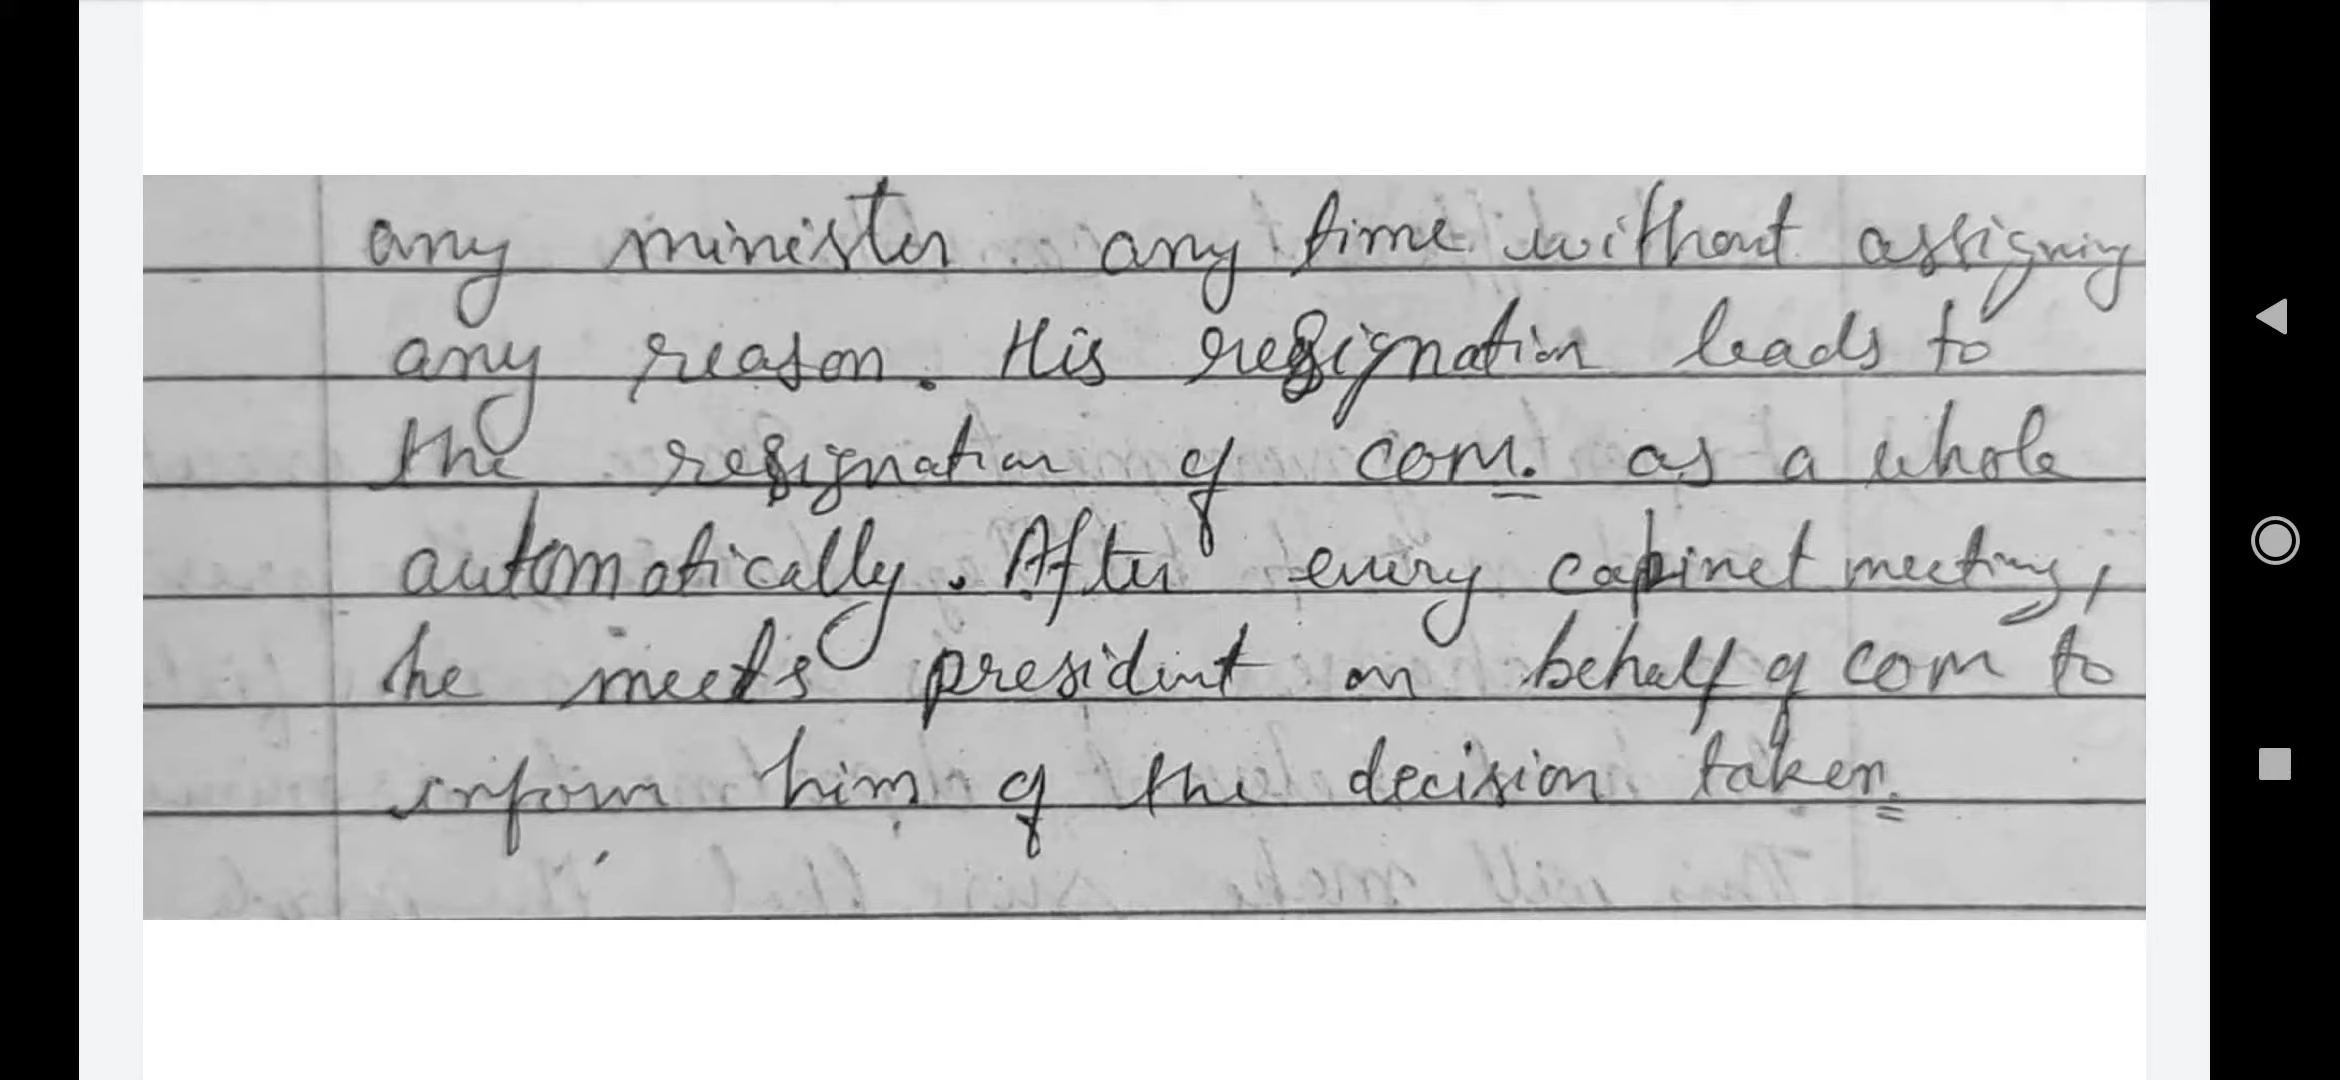 any minister any time without assigning
any reason. His resignation leads to
the resignation of COM. as a whole
automatically. After every cabinet meeting,
he meets president on behalf of COM to
inform him of the decision taken.